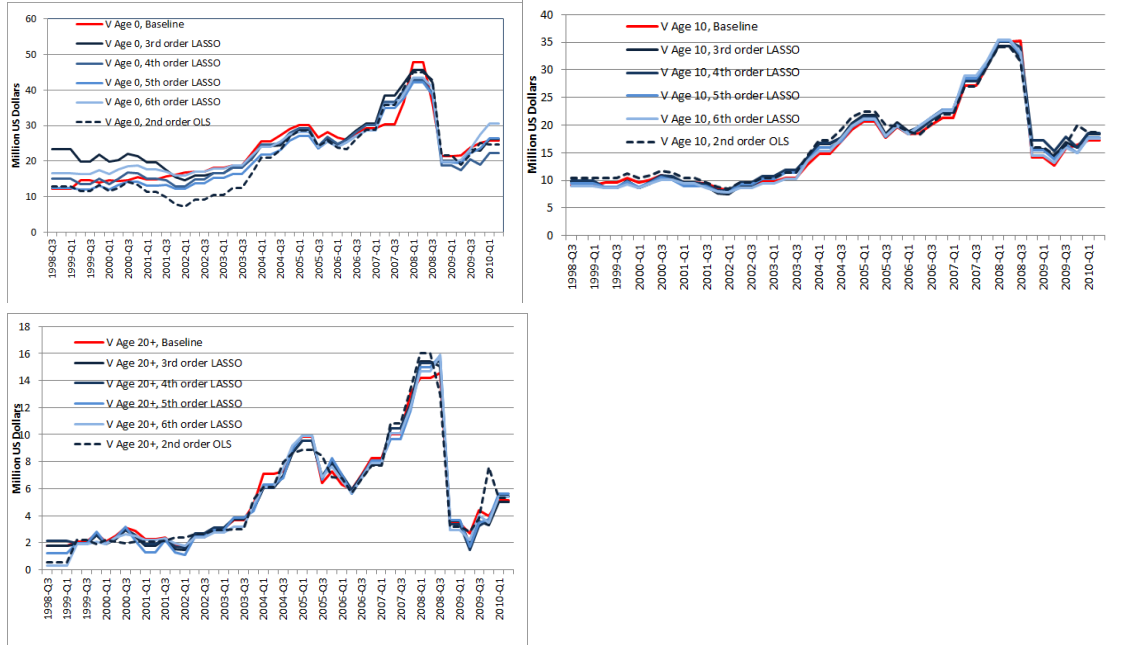 60
50
40
30
20
10
0
Million US Dollars
V Age 0, Baseline
V Age 0, 3rd order LASSO
V Age 0, 4th order LASSO
V Age 0, 5th order LASSO
V Age 0, 6th order LASSO
V Age 0, 2nd order OLS
1998-Q3
1999-Q1
1999-Q3
2000-Q1
2000-Q3
2001-Q1
2001-Q3
2002-Q1
2002-Q3
2003-Q1
2003-Q3
2004-Q1
2004-Q3
2005-Q1
2005-Q3
2006-Q1
2006-Q3
2007-Q1
2007-Q3
2008-Q1
2008-Q3
2009-Q1
2009-Q3
2010-Q1
40
35
30
25
20
15
10
5
0
Million US Dollars
V Age 10, Baseline
V Age 10, 3rd order LASSO
V Age 10, 4th order LASSO
V Age 10, 5th order LASSO
V Age 10, 6th order LASSO
V Age 10, 2nd order OLS
1998-Q3
1999-Q1
1999-Q3
2000-Q1
2000-Q3
2001-Q1
2001-Q3
2002-Q1
2002-Q3
2003-Q1
2003-Q3
2004-Q1
2004-Q3
2005-Q1
2005-Q3
2006-Q1
2006-Q3
2007-Q1
2007-Q3
2008-Q1
2008-Q3
2009-Q1
2009-Q3
2010-Q1
18
16
14
12
10
8
6
4
2
0
Million US Dollars
V Age 20+, Baseline
V Age 20+, 3rd order LASSO
V Age 20+, 4th order LASSO
V Age 20+, 5th order LASSO
V Age 20+, 6th order LASSO
V Age 20+, 2nd order OLS
1998-Q3
1999-Q1
1999-Q3
2000-Q1
2000-Q3
2001-Q1
2001-Q3
2002-Q1
2002-Q3
2003-Q1
2003-Q3
2004-Q1
2004-Q3
2005-Q1
2005-Q3
2006-Q1
2006-Q3
2007-Q1
2007-Q3
2008-Q1
2008-Q3
2009-Q1
2009-Q3
2010-Q1